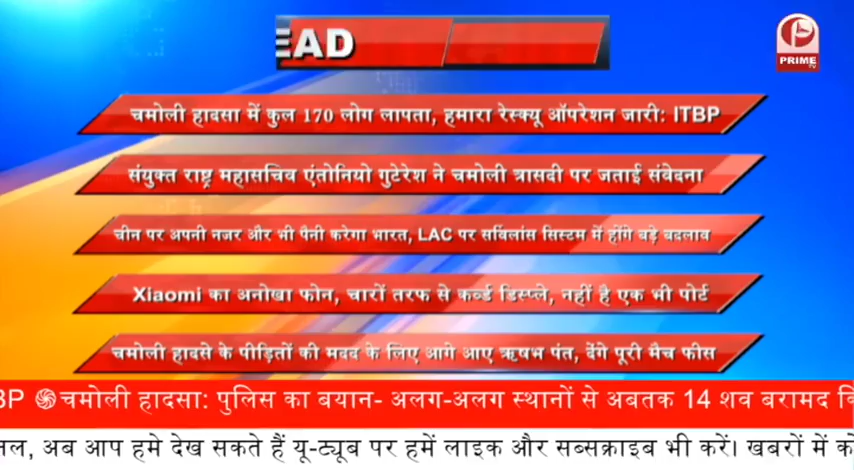 EAD
PRIME
TV
चमोली हादसा में कुल 170 लोग लापता, हमारा रेस्क्यू ऑपरेशन जारी: ITBP
संयुक्त राष्ट्र महासचिव एंतोनियो गुटेरेश ने चमोली त्रासदी पर जताई संवेदना
चीन पर अपनी नजर और भी पैनी करेगा भारत, LAC पर सर्विलांस सिस्टम में होंगे बड़े बदलाव
Xiaomi का अनोखा फोन, चारों तरफ से कर्व्ड डिस्प्ले, नहीं है एक भी पोर्ट
चमोली हादसे के पीड़ितों की मदद के लिए आगे आए ऋषभ पंत, देंगे पूरी मैच फीस
BP चमोली हादसा: पुलिस का बयान- अलग-अलग स्थानों से अबतक 14 शव बरामद
नल, अब आप हमे देख सकते हैं यू-ट्यूब पर हमें लाइक और सब्सक्राइब भी करें। खबरों में